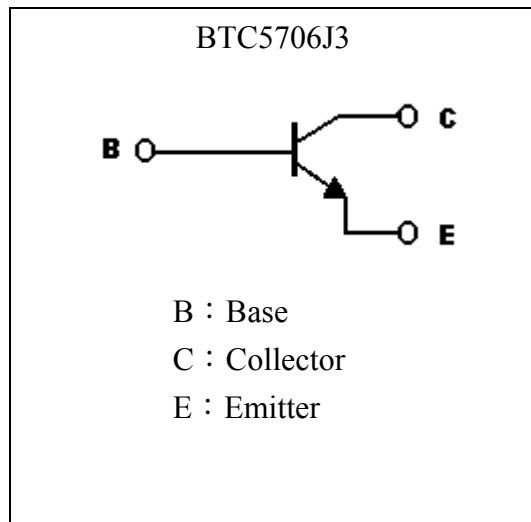 BTC5706J3
C
B
E
B：Base
C：Collector
E：Emitter